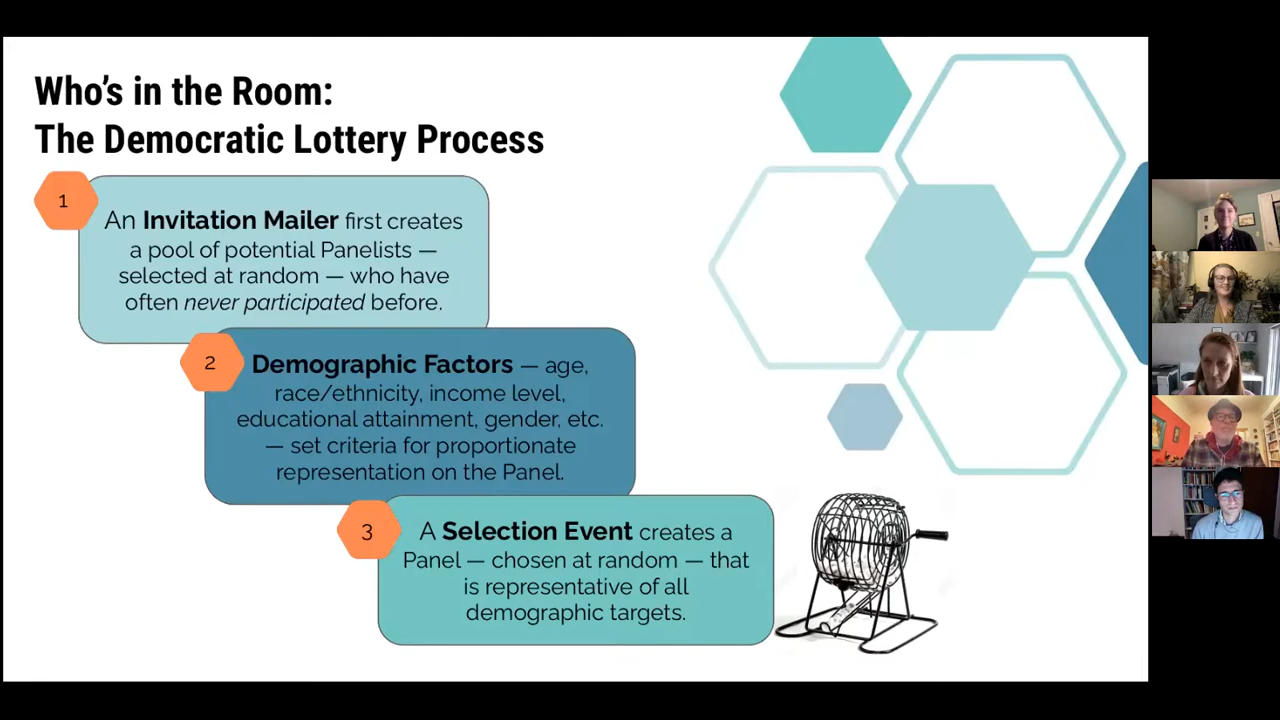 Who's in the Room:
The Democratic Lottery Process
1
An Invitation Mailer first creates
a pool of potential Panelists —
selected at random — who have
often never participated before.
2
Demographic Factors — age,
race/ethnicity, income level,
educational attainment, gender, etc.
— set criteria for proportionate
representation on the Panel.
3
A Selection Event creates a
Panel — chosen at random — that
is representative of all
demographic targets.